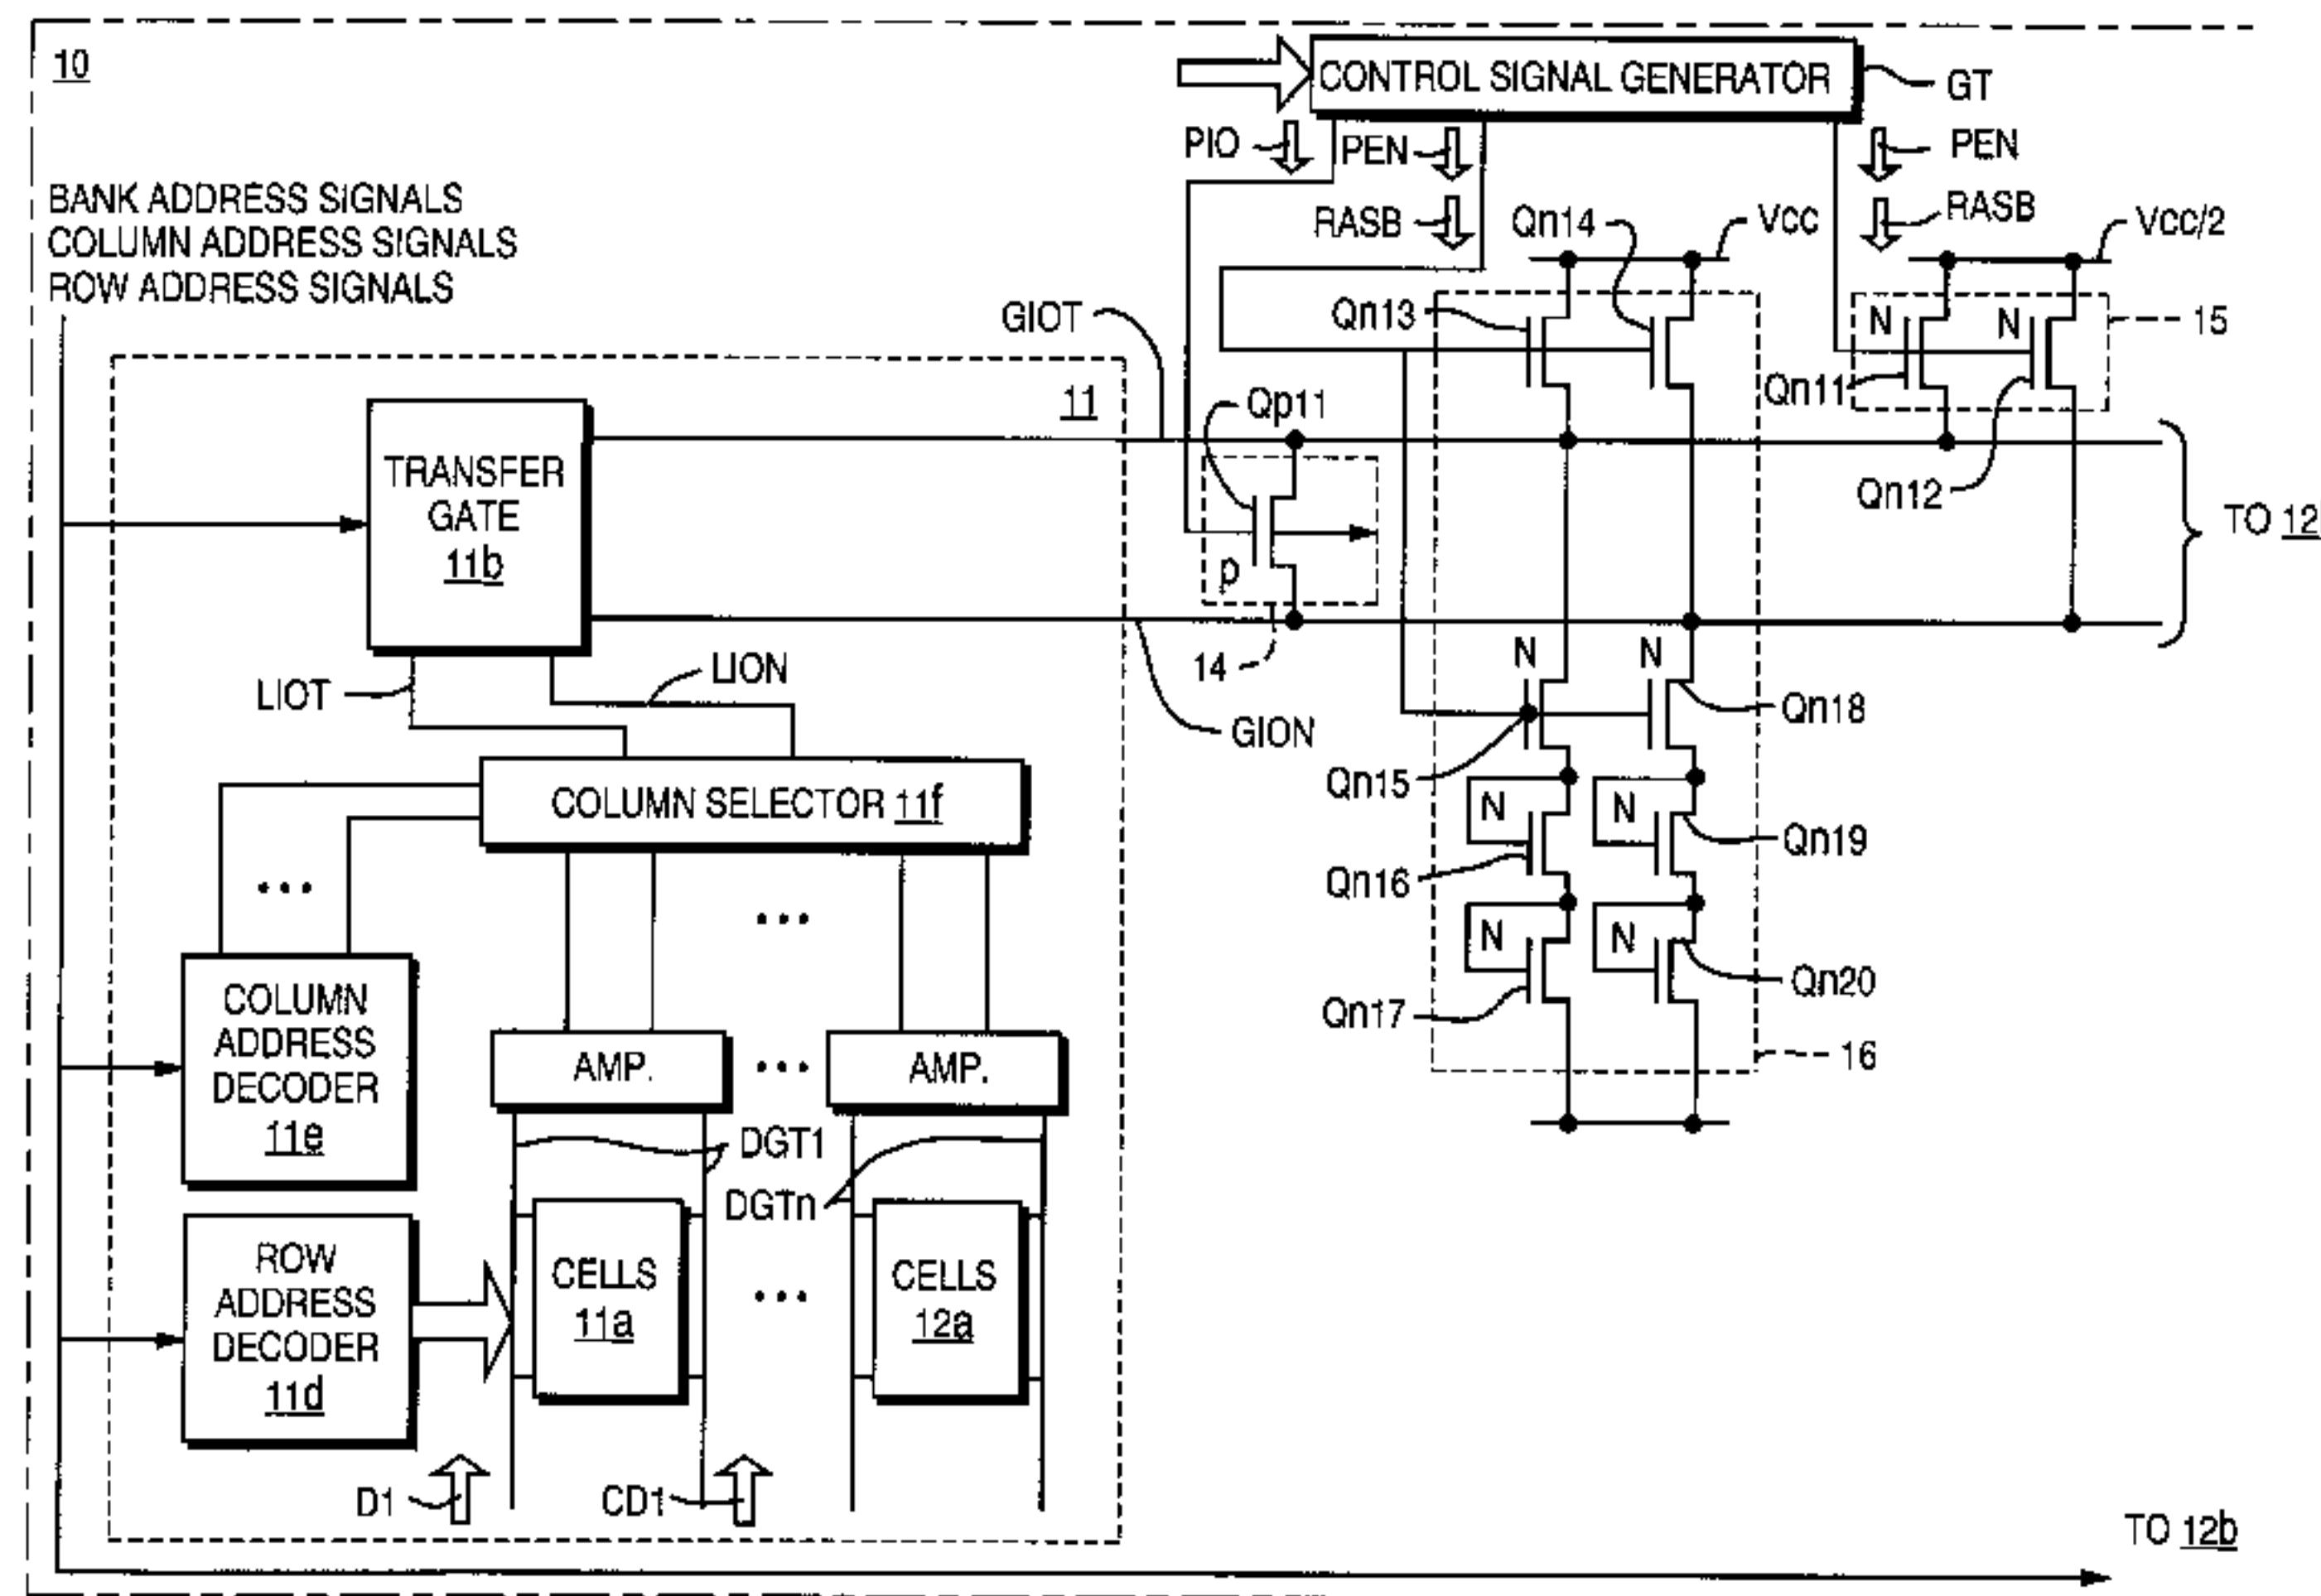 10
CONTROL SIGNAL GENERATOR
GT
PIO
PEN
PEN
RASB
RASB
Qn14
Vcc
Vcc/2
BANK ADDRESS SIGNALS
COLUMN ADDRESS SIGNALS
ROW ADDRESS SIGNALS
GIOT
Qn13
N
N
15
Qn11
11
Qp11
TRANSFER
GATE
11b
Qn12
TO 12
p
14
N
N
LIOT
LION
GION
Qn18
Qn15
COLUMN SELECTOR 11f
N
N
Qn19
Qn16
...
...
N
N
Qn20
Qn17
COLUMN
ADDRESS
DECODER
11e
AMP.
...
AMP.
16
DGT1
DGTn
ROW
ADDRESS
DECODER
11d
CELLS
11a
...
CELLS
12a
D1
CD1
TO 12b